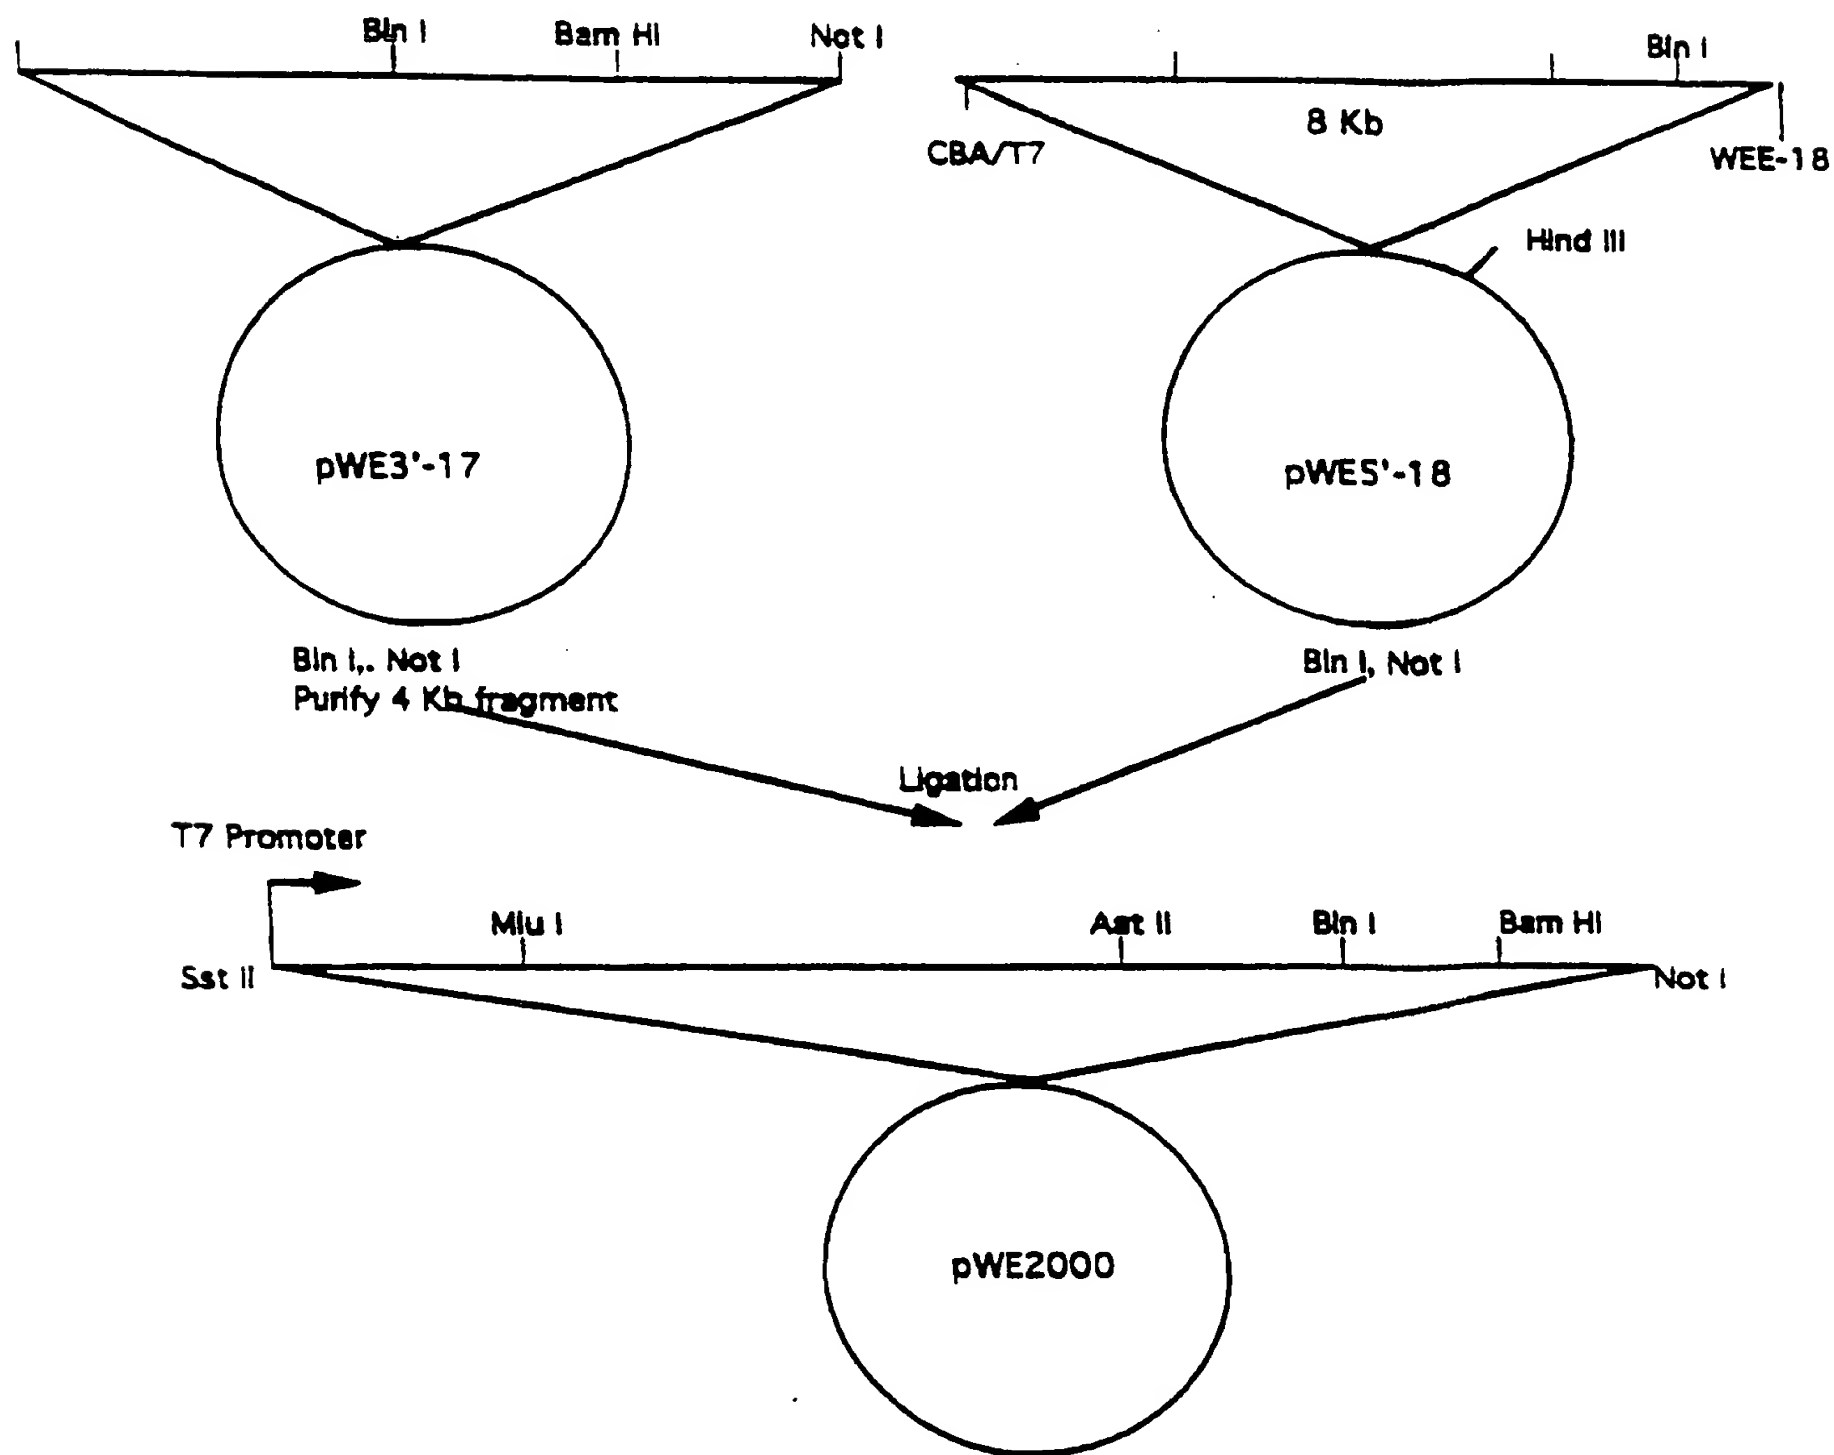 Bln I
Bam HI
Not I
Bln I
8 Kb
CBA/T7
WEE-18
Hind III
pWE3'-17
pWE5'-18
Bln I,. Not I
Purify 4 Kb fragment
Bln I, Not I
Ligation
T7 Promoter
Mlu I
Aat II
Bln I
Bam HI
Sst II
Not I
pWE2000